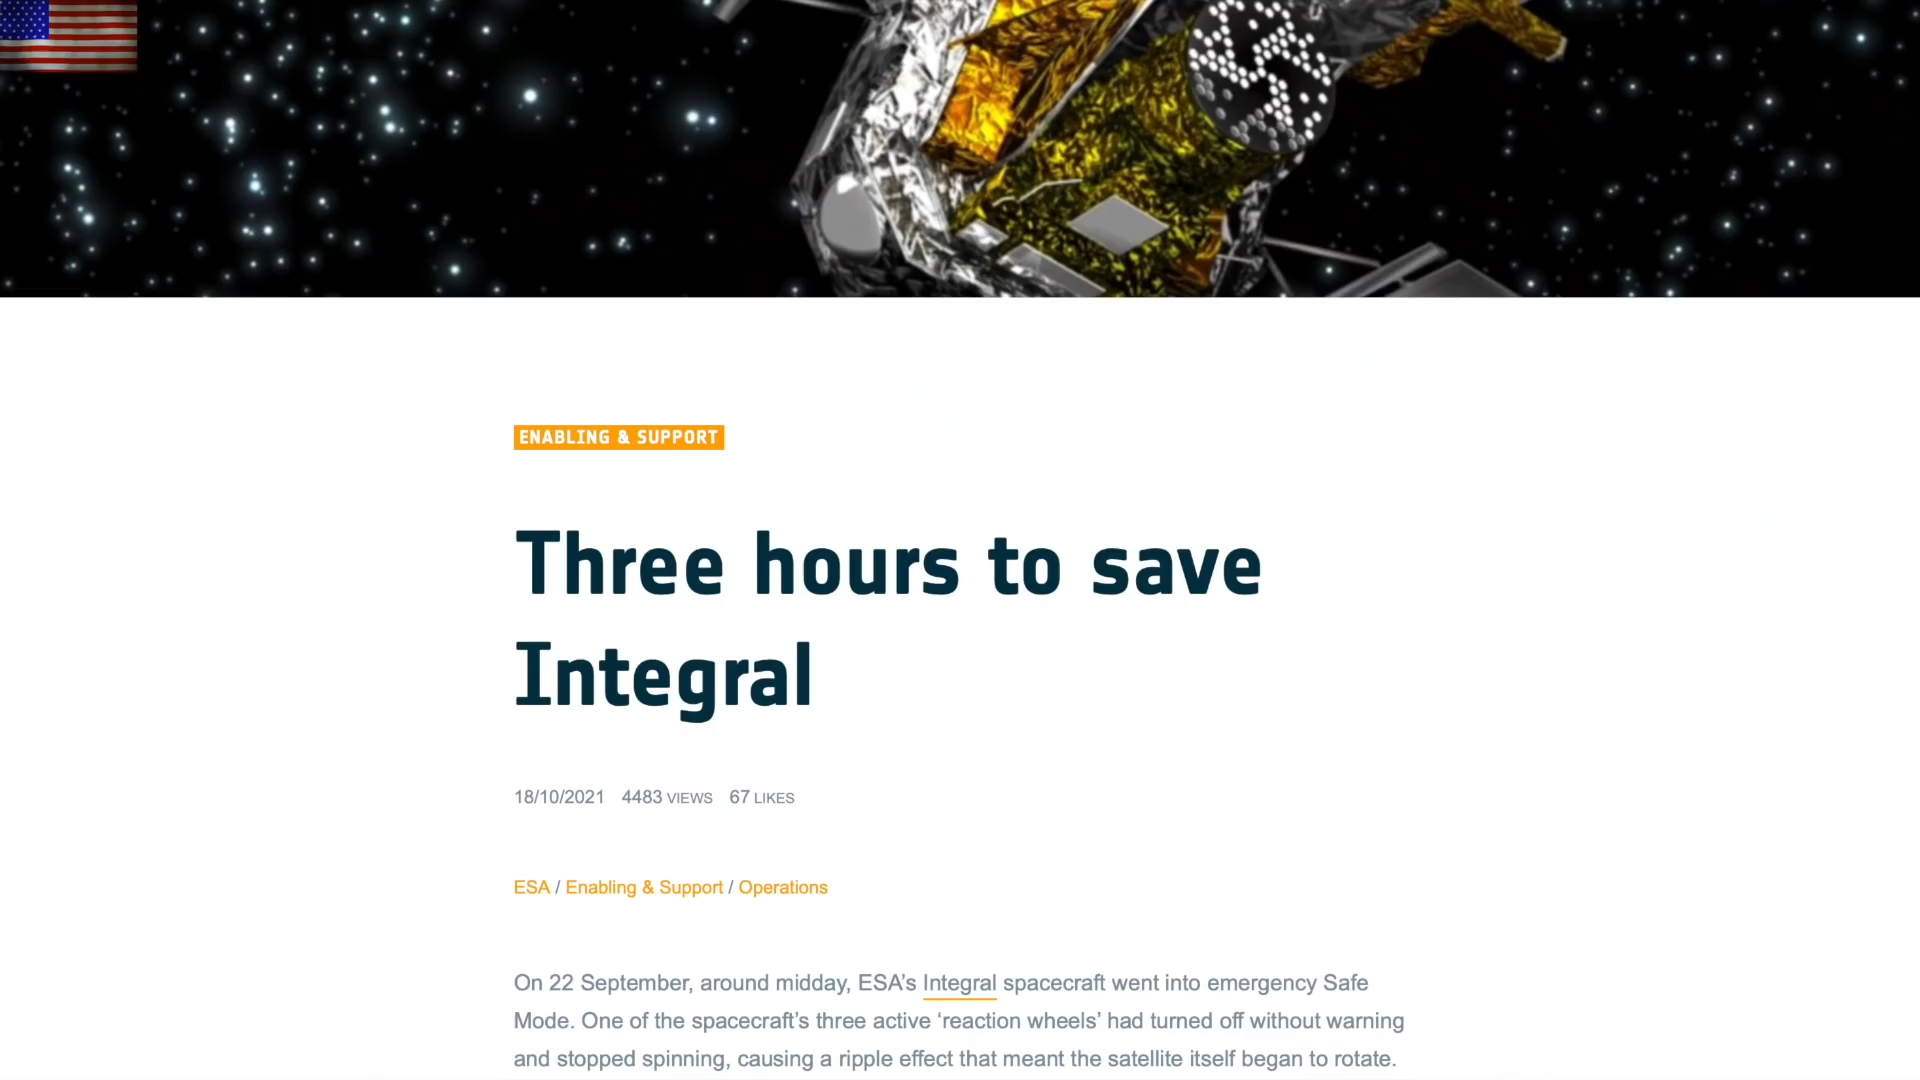 ENABLING & SUPPORT
Three hours to save
Integral
18/10/2021 4483 VIEWS 67 LIKES
ESA / Enabling & Support / Operations
On 22 September, around midday, ESA’s Integral spacecraft went into emergency Safe
Mode. One of the spacecraft’s three active ‘reaction wheels’ had turned off without warning
and stopped spinning, causing a ripple effect that meant the satellite itself began to rotate.